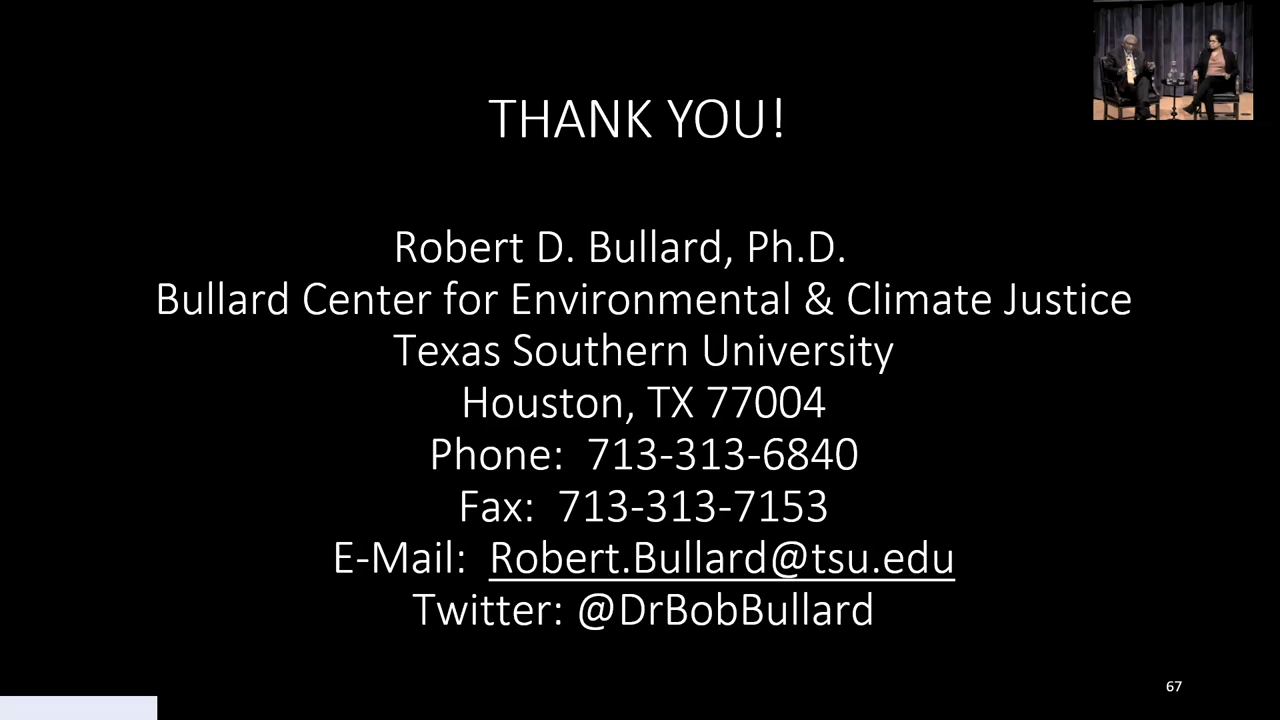 THANK YOU!
Robert D. Bullard, Ph.D.
Bullard Center for Environmental & Climate Justice
Texas Southern University
Houston, TX 77004
Phone: 713-313-6840
Fax: 713-313-7153
E-Mail: Robert.Bullard@tsu.edu
Twitter: @DrBobBullard
67